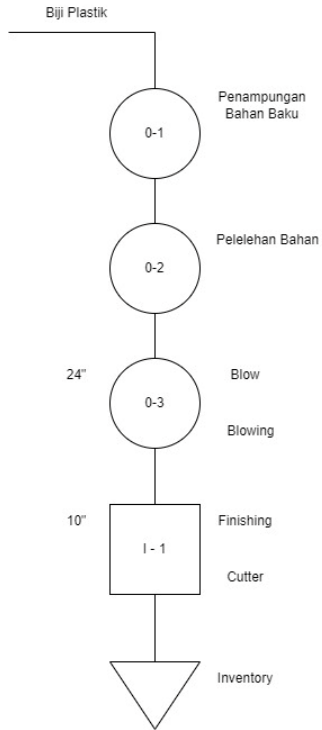 Biji Plastik
Penampungan
Bahan Baku
0-1
Pelelehan Bahan
0-2
24"
Blow
0-3
Blowing
10"
Finishing
I - 1
Cutter
Inventory